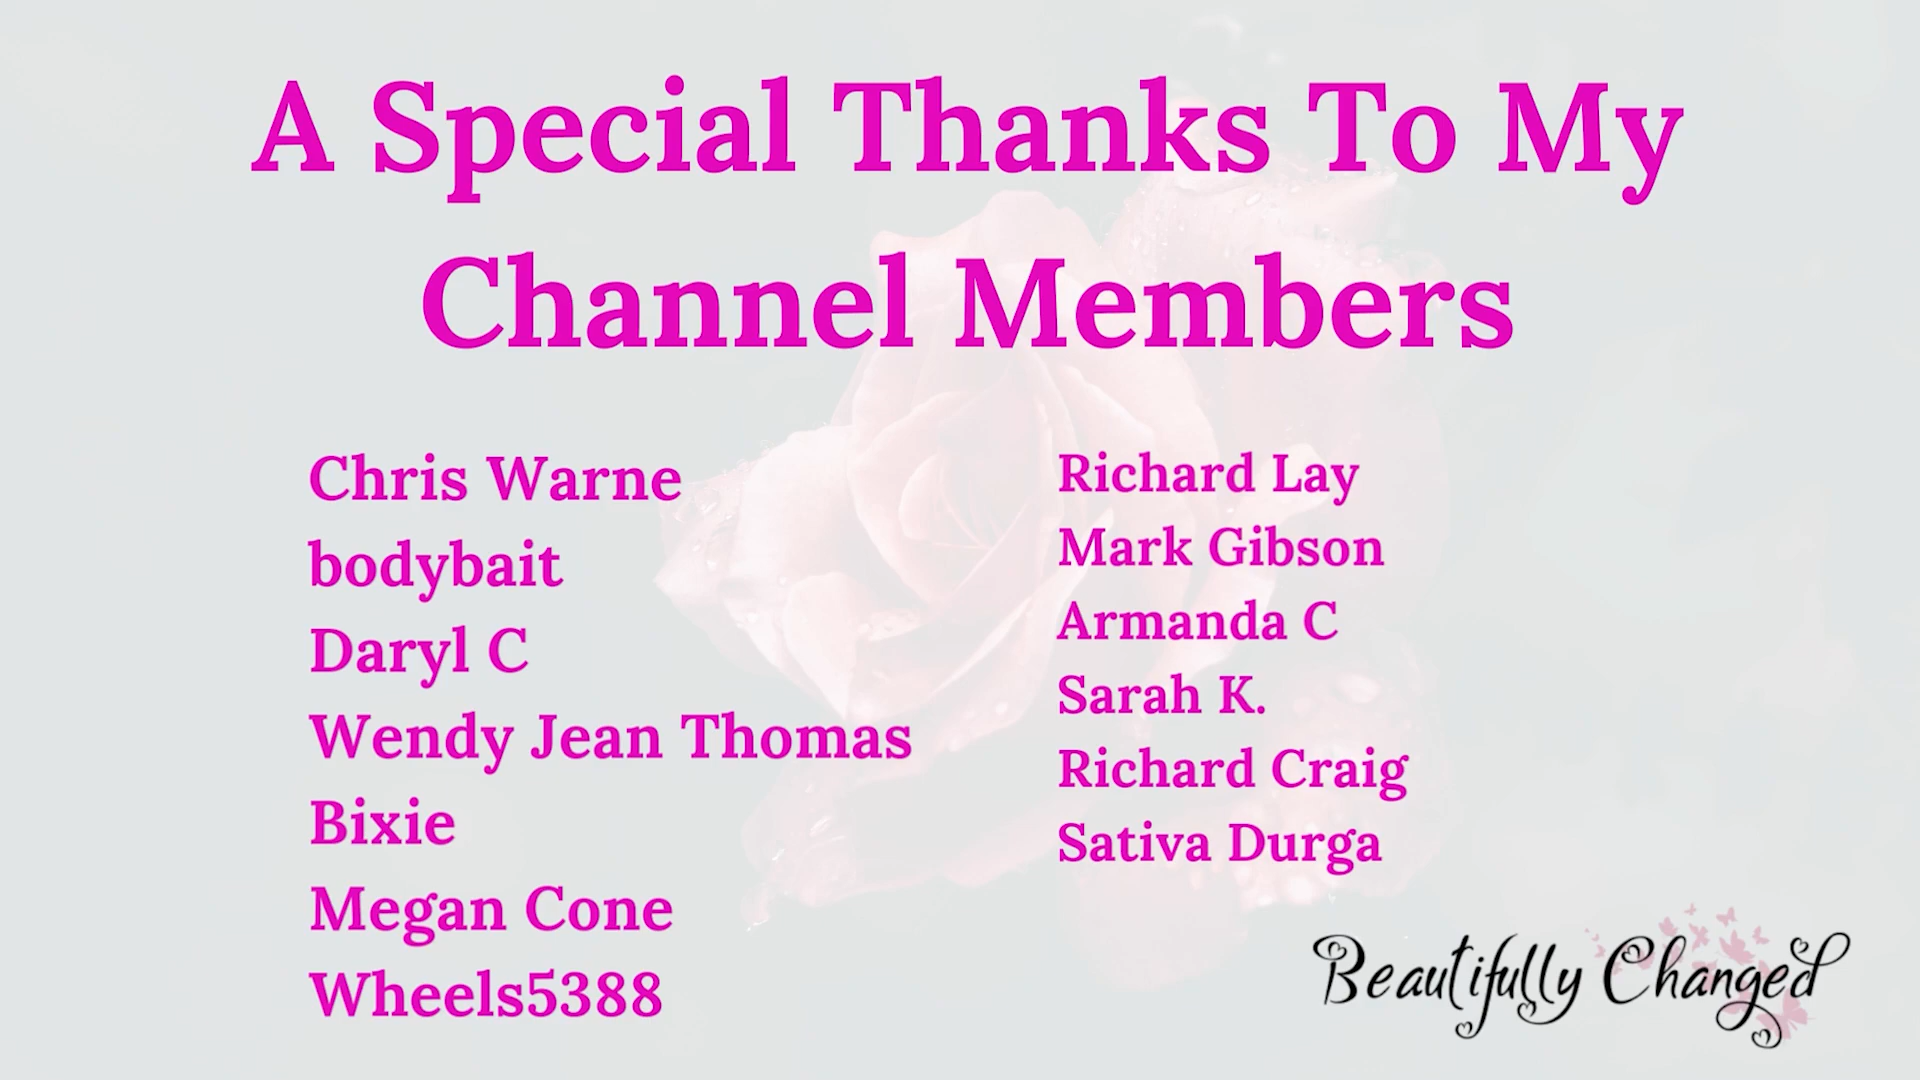 A Special Thanks To My
Channel Members
Chris Warne
bodybait
Daryl C
Wendy Jean Thomas
Bixie
Megan Cone
Wheels5388
Richard Lay
Mark Gibson
Armanda C
Sarah K.
Richard Craig
Sativa Durga
Beautifully Changed